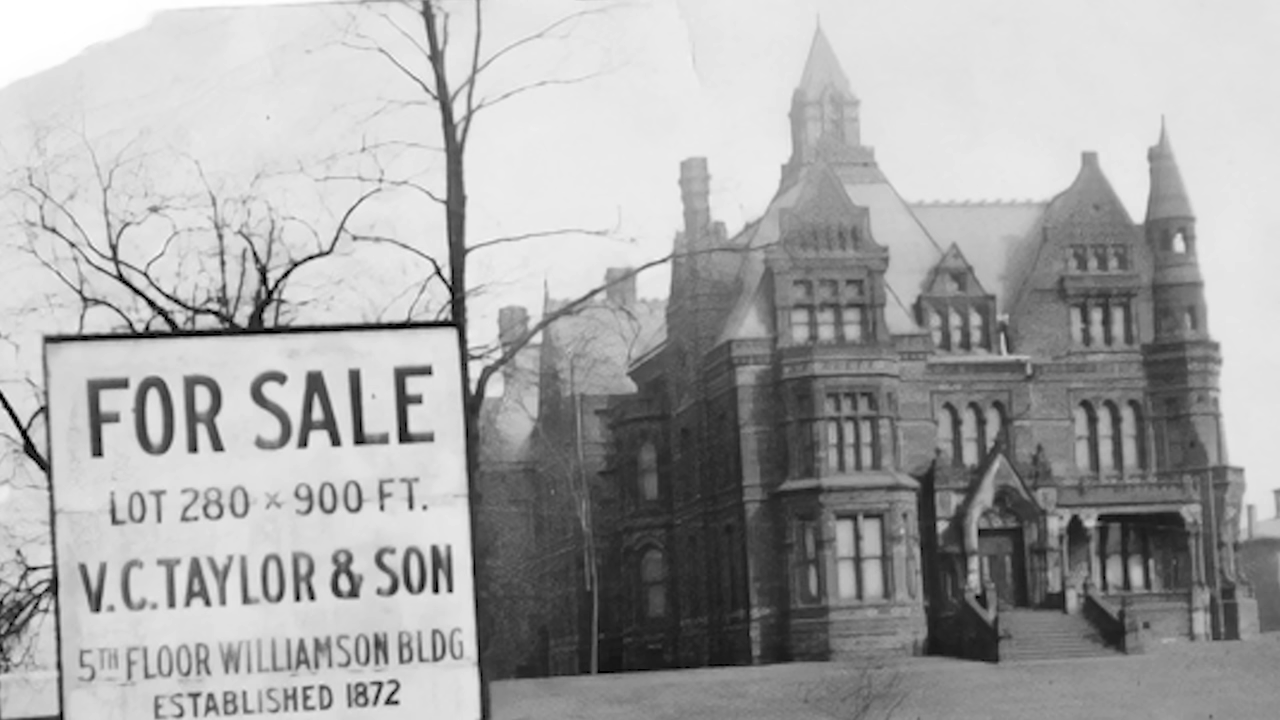 FOR SALE
LOT 280 × 900 FT.
V.C. TAYLOR & SON
5TH FLOOR WILLIAMSON BLDG
ESTABLISHED 1872